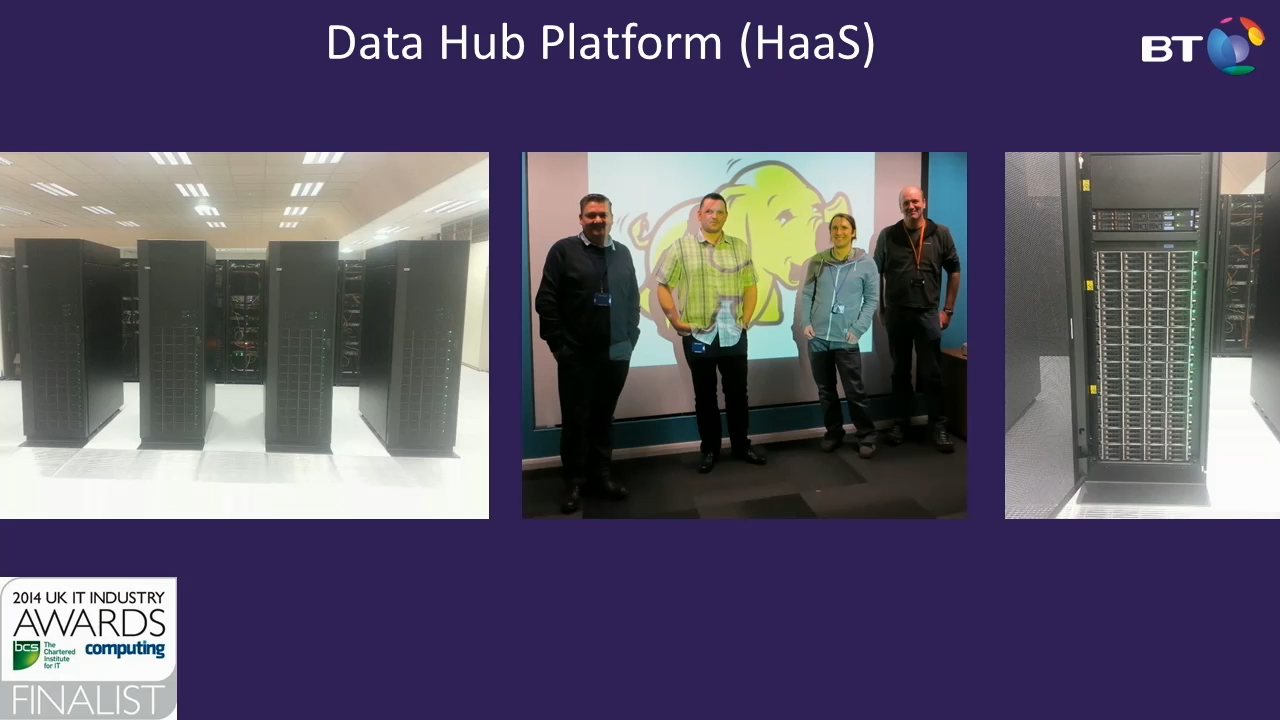 Data Hub Platform (HaaS)
BT
2014 UK IT INDUSTRY
AWARDS
bcs
The
Chartered
Institute
for IT
computing
FINALIST